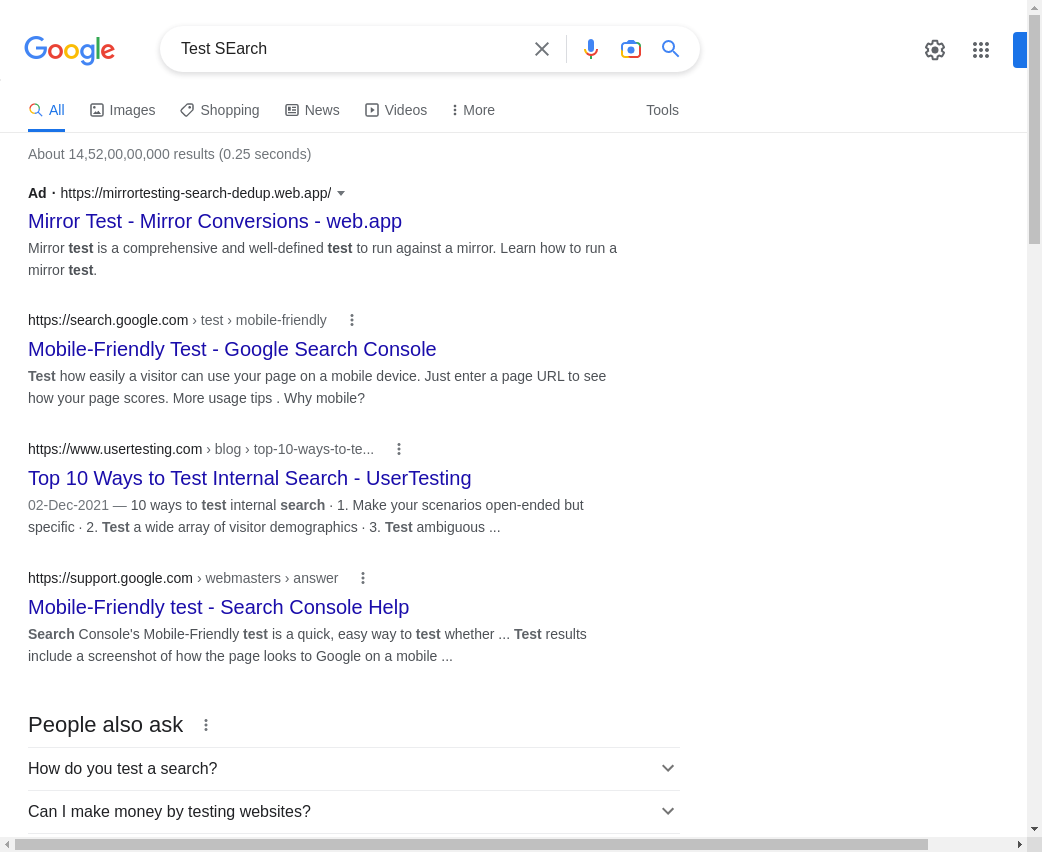 Google
Test SEarch
All Images Shopping News Videos More Tools
About 14,52,00,00,000 results (0.25 seconds)
Ad · https://mirrortesting-search-dedup.web.app/
Mirror Test - Mirror Conversions - web.app
Mirror test is a comprehensive and well-defined test to run against a mirror. Learn how to run a
mirror test.
https://search.google.com › test › mobile-friendly
Mobile-Friendly Test - Google Search Console
Test how easily a visitor can use your page on a mobile device. Just enter a page URL to see
how your page scores. More usage tips . Why mobile?
https://www.usertesting.com › blog › top-10-ways-to-te...
Top 10 Ways to Test Internal Search - UserTesting
02-Dec-2021 — 10 ways to test internal search · 1. Make your scenarios open-ended but
specific · 2. Test a wide array of visitor demographics · 3. Test ambiguous ...
https://support.google.com › webmasters › answer
Mobile-Friendly test - Search Console Help
Search Console's Mobile-Friendly test is a quick, easy way to test whether ... Test results
include a screenshot of how the page looks to Google on a mobile ...
People also ask
How do you test a search?
Can I make money by testing websites?